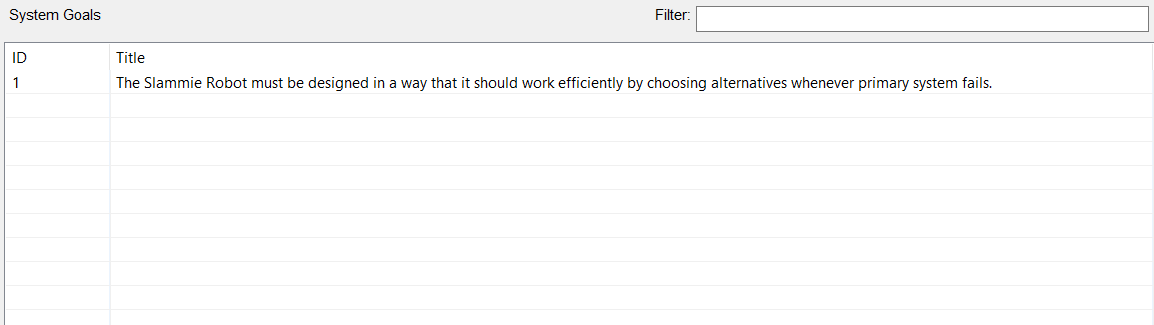 System Goals
Filter:
ID Title
1 The Slammie Robot must be designed in a way that it should work efficiently by choosing alternatives whenever primary system fails.